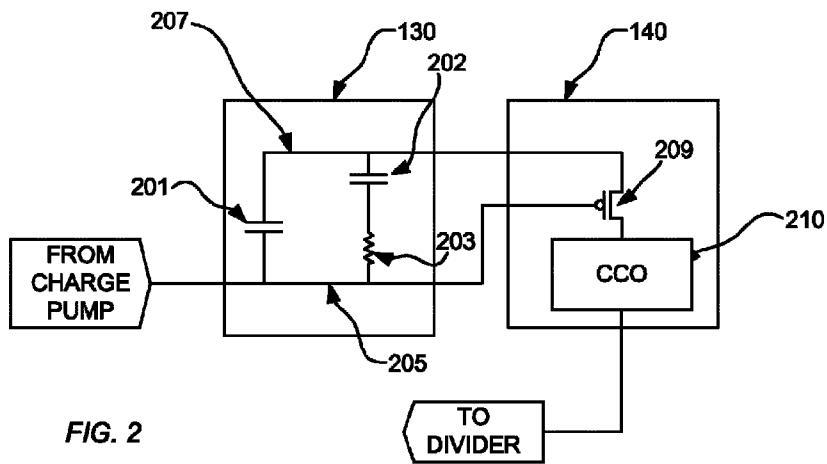 207
130
202
140
201
209
210
203
FROM
CHARGE
PUMP
CCO
205
FIG. 2
TO
DIVIDER